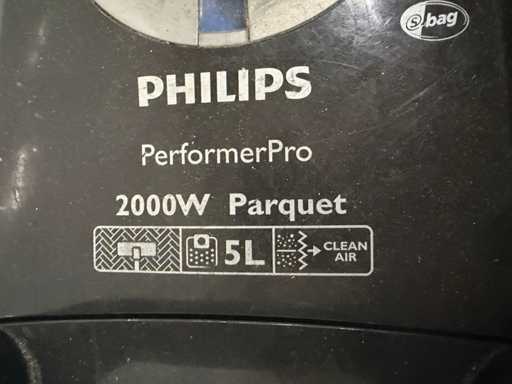 s-bag
PHILIPS
PerformerPro
2000W Parquet
5L
CLEAN
AIR